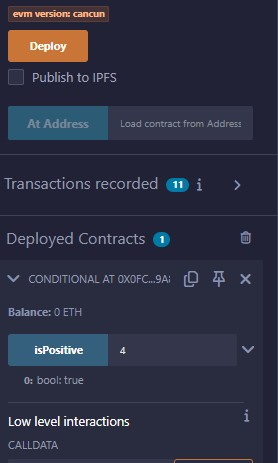 evm version: cancun
Deploy
Publish to IPFS
At Address Load contract from Address
Transactions recorded 11 i
Deployed Contracts 1
CONDITIONAL AT 0X0FC...9A
Balance: 0 ETH
isPositive 4
0: bool: true
Low level interactions i
CALLDATA